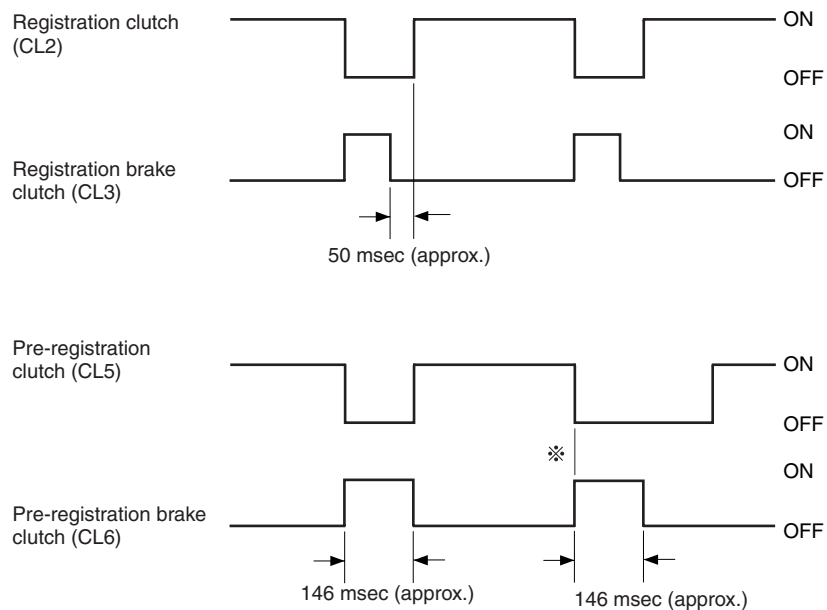 Registration clutch
(CL2)
ON
OFF
Registration brake
clutch (CL3)
ON
OFF
50 msec (approx.)
Pre-registration
clutch (CL5)
ON
OFF
※
Pre-registration brake
clutch (CL6)
ON
OFF
146 msec (approx.)
146 msec (approx.)